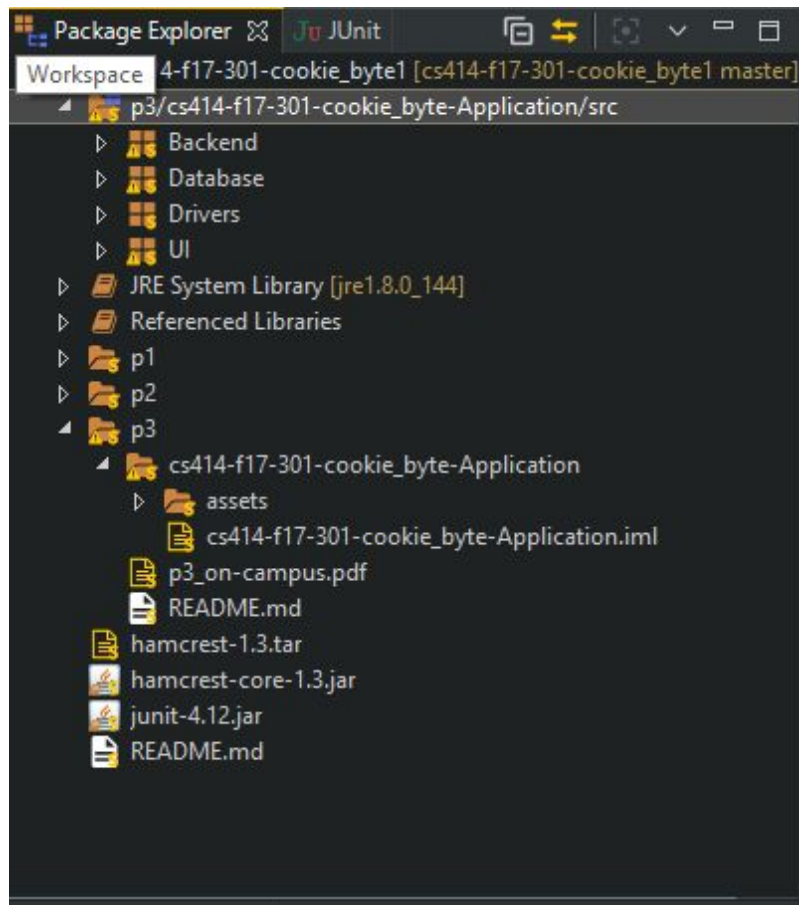 Package Explorer JUnit
Workspace 4-f17-301-cookie_byte1 [cs414-f17-301-cookie_byte1 master]
p3/cs414-f17-301-cookie_byte-Application/src
Backend
Database
Drivers
UI
JRE System Library [jre1.8.0_144]
Referenced Libraries
p1
p2
p3
cs414-f17-301-cookie_byte-Application
assets
cs414-f17-301-cookie_byte-Application.iml
p3_on-campus.pdf
README.md
hamcrest-1.3.tar
hamcrest-core-1.3.jar
junit-4.12.jar
README.md